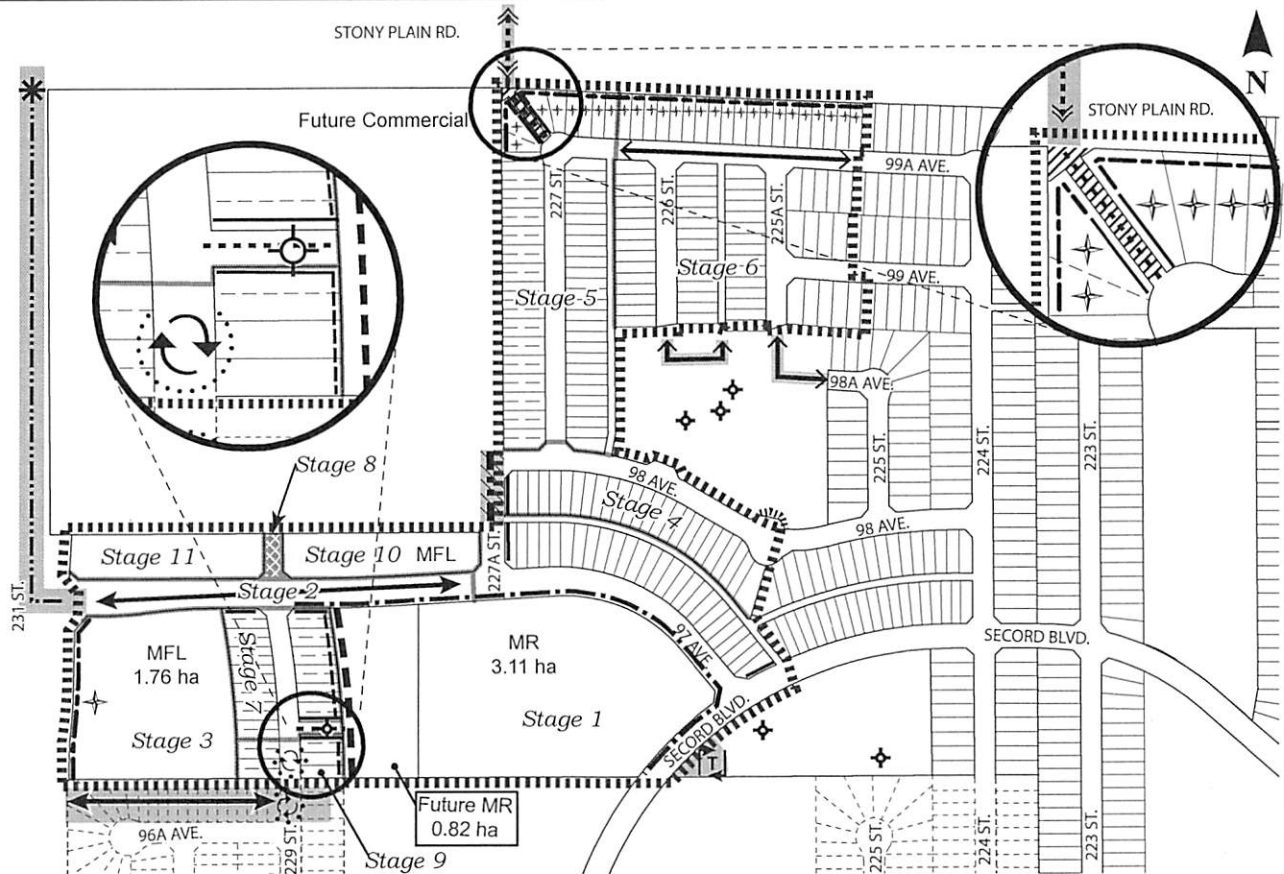 STONY PLAIN RD.
N
Future Commercial
STONY PLAIN RD.
227 ST.
226 ST.
225A ST.
99A AVE.
99 AVE.
Stage 5
Stage 6
98A AVE.
225 ST.
224 ST.
223 ST.
Stage 8
98 AVE.
Stage 4
98 AVE.
Stage 11
Stage 10
MFL
227A ST.
Stage 2
231 ST.
MFL
1.76 ha
Stage 7
MR
3.11 ha
97 AVE
SECORD BLVD.
Stage 3
Stage 1
SECORD BLVD.
T
Future MR
0.82 ha
96A AVE.
229 ST.
Stage 9
225 ST.
224 ST.
223 ST.